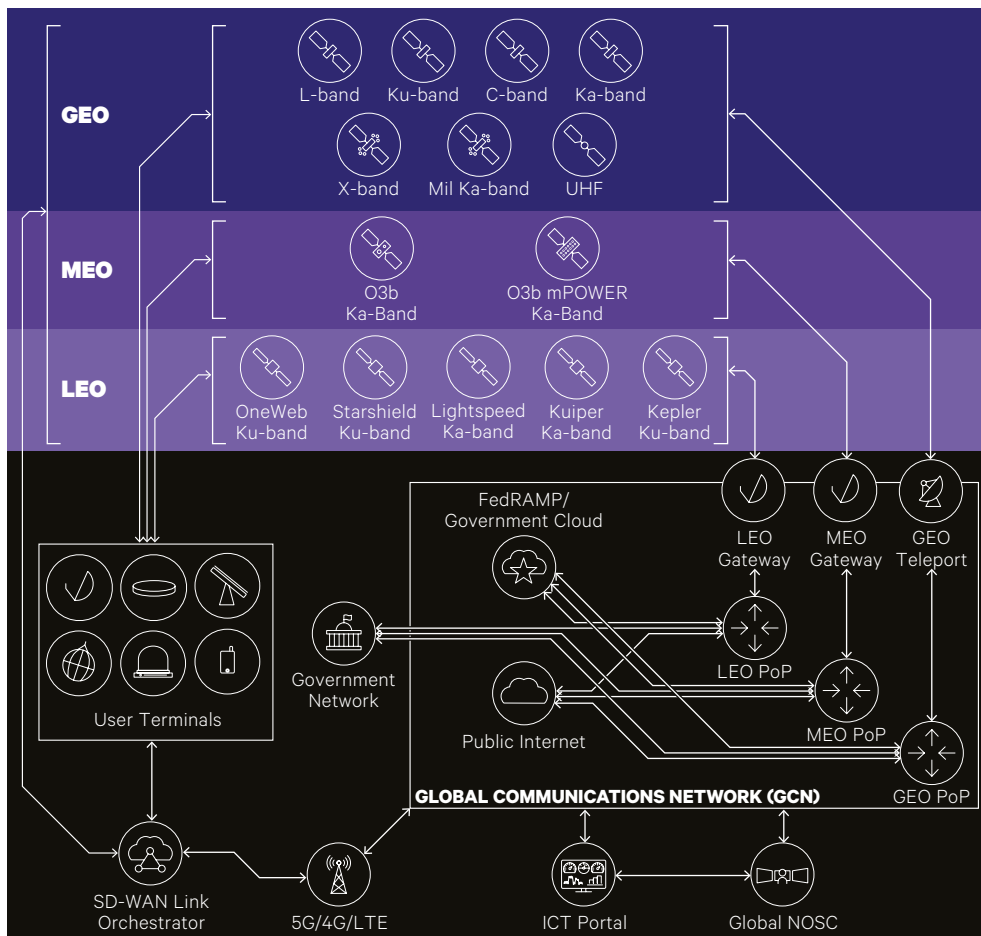 GEO
L-band
Ku-band
C-band
Ka-band
X-band
Mil Ka-band
UHF
MEO
O3b
Ka-Band
O3b mPOWER
Ka-Band
LEO
OneWeb
Ku-band
Starshield
Ku-band
Lightspeed
Ka-band
Kuiper
Ka-band
Kepler
Ku-band
FedRAMP/
Government Cloud
LEO
Gateway
MEO
Gateway
GEO
Teleport
User Terminals
Government
Network
Public Internet
LEO PoP
MEO PoP
GEO PoP
GLOBAL COMMUNICATIONS NETWORK (GCN)
SD-WAN Link
Orchestrator
5G/4G/LTE
ICT Portal
Global NOSC